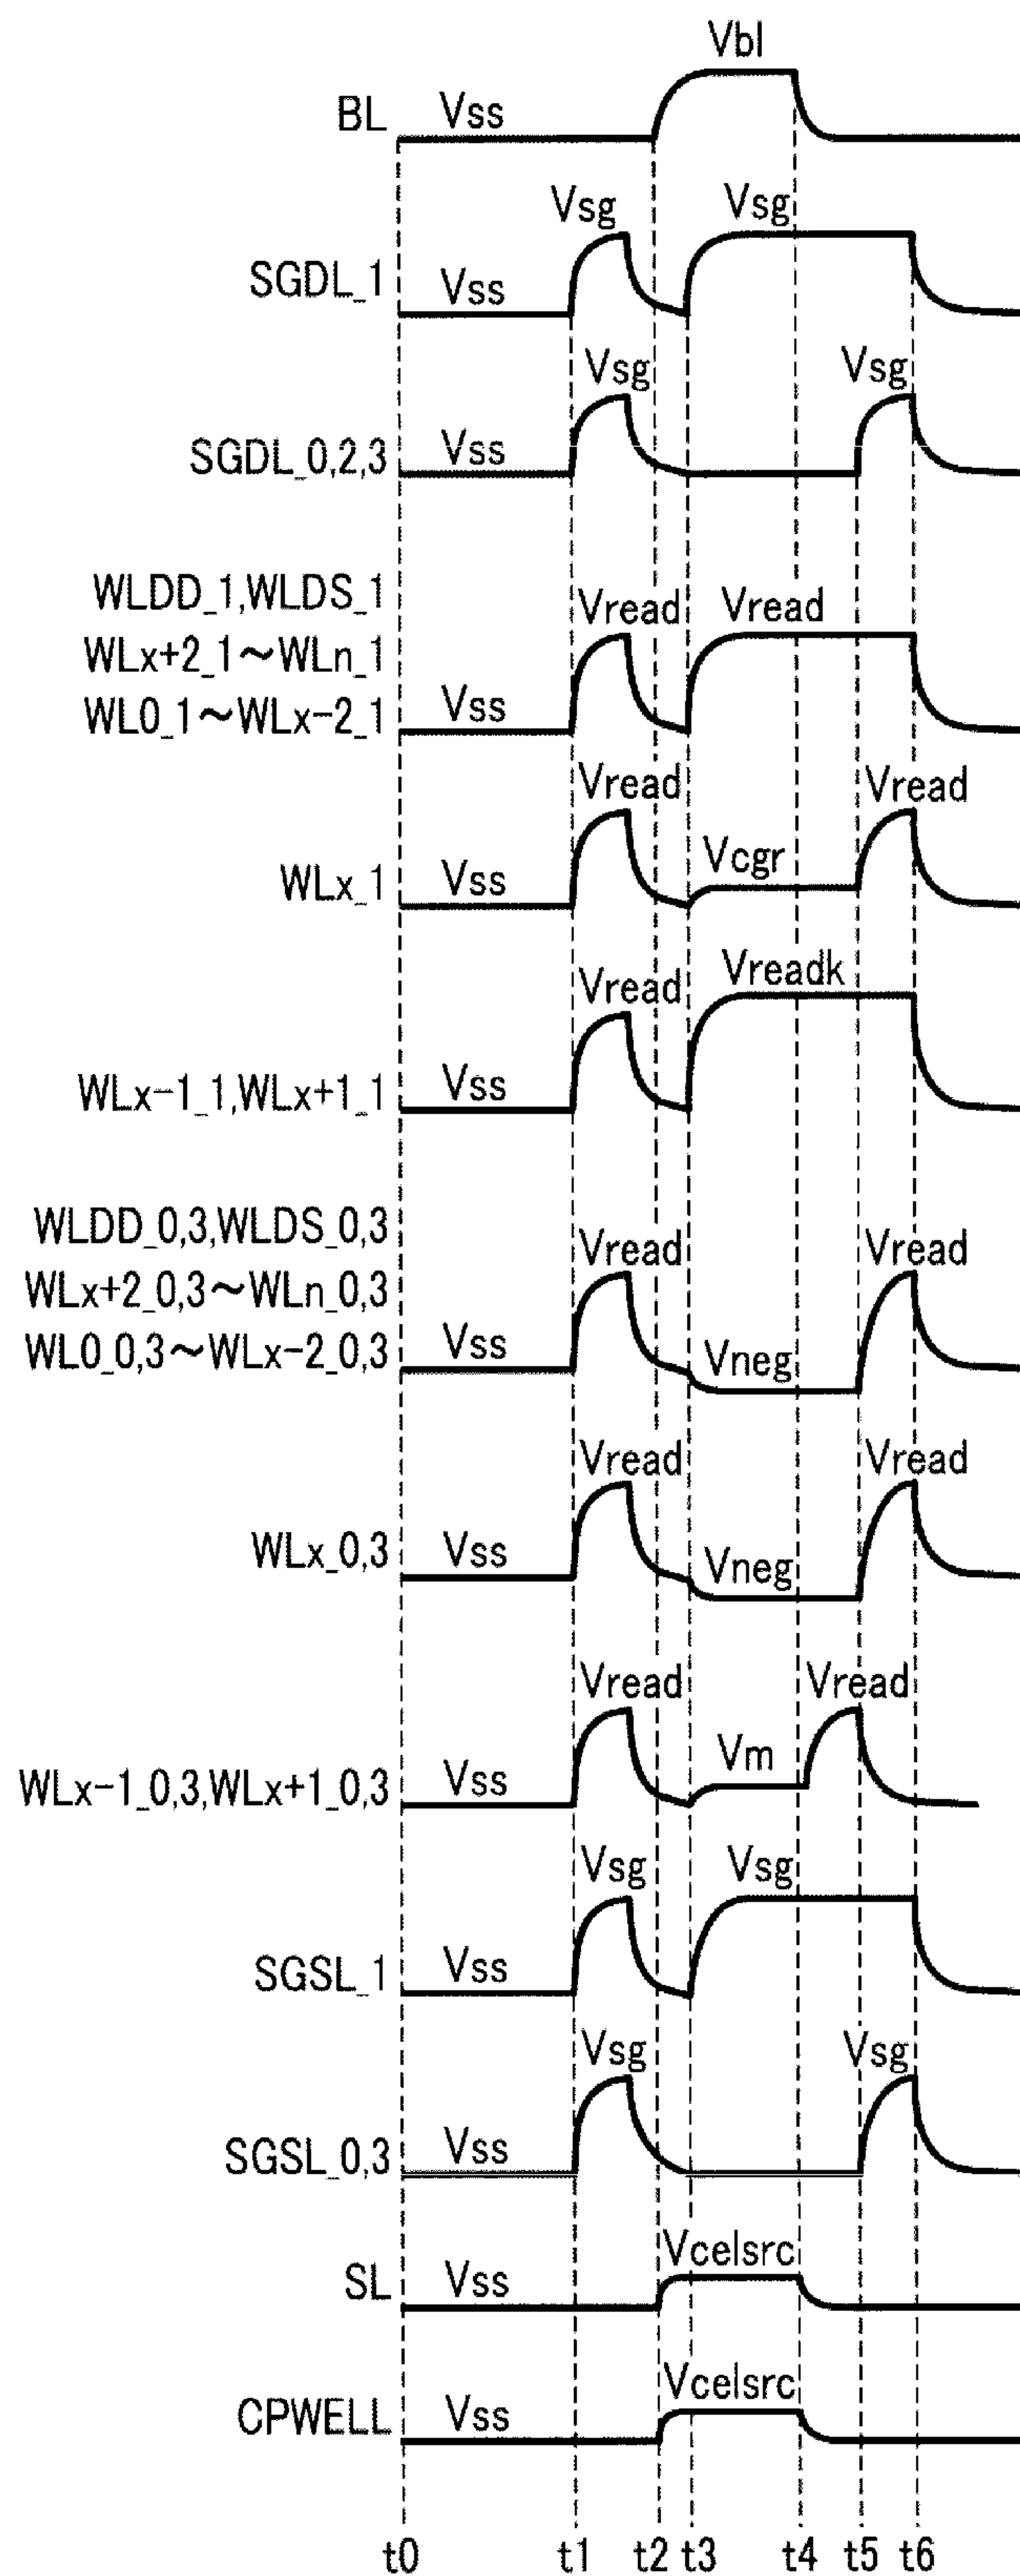 Vbl
BL Vss
Vsg Vsg
SGDL_1 Vss
Vsg Vsg
SGDL_0,2,3 Vss
WLDD_1,WLDS_1
Vread Vread
WLx+2_1～WLn_1
WL0_1～WLx-2_1 Vss
Vread Vread
Vcgr
WLx_1 Vss
Vread Vreadk
WLx-1_1,WLx+1_1 Vss
WLDD_0,3,WLDS_0,3
Vread Vread
WLx+2_0,3～WLn_0,3
WL0_0,3～WLx-2_0,3 Vss Vneg
Vread Vread
WLx_0,3 Vss Vneg
Vread Vread
Vm
WLx-1_0,3,WLx+1_0,3 Vss
Vsg Vsg
SGSL_1 Vss
Vsg Vsg
SGSL_0,3 Vss
Vcelsrc
SL Vss
Vcelsrc
CPWELL Vss
t0 t1 t2 t3 t4 t5 t6